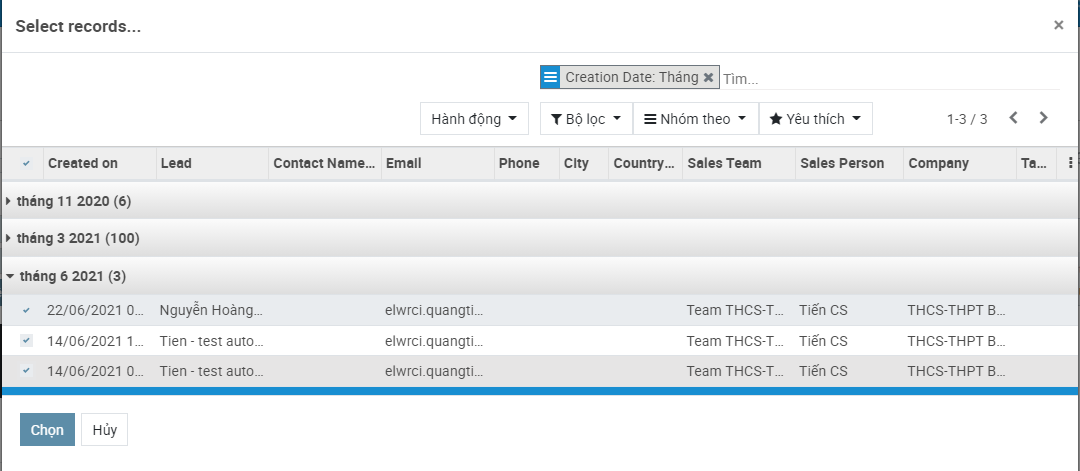 Select records...
×
Creation Date: Tháng ✖ Tìm...
Hành động Bộ lọc Nhóm theo Yêu thích 1-3 / 3
Created on Lead Contact Name... Email Phone City Country... Sales Team Sales Person Company Ta...
tháng 11 2020 (6)
tháng 3 2021 (100)
tháng 6 2021 (3)
22/06/2021 0... Nguyễn Hoàng... elwrci.quangti... Team THCS-T... Tiến CS THCS-THPT B...
14/06/2021 1... Tien - test auto... elwrci.quangti... Team THCS-T... Tiến CS THCS-THPT B...
14/06/2021 0... Tien - test auto... elwrci.quangti... Team THCS-T... Tiến CS THCS-THPT B...
Chọn Hủy